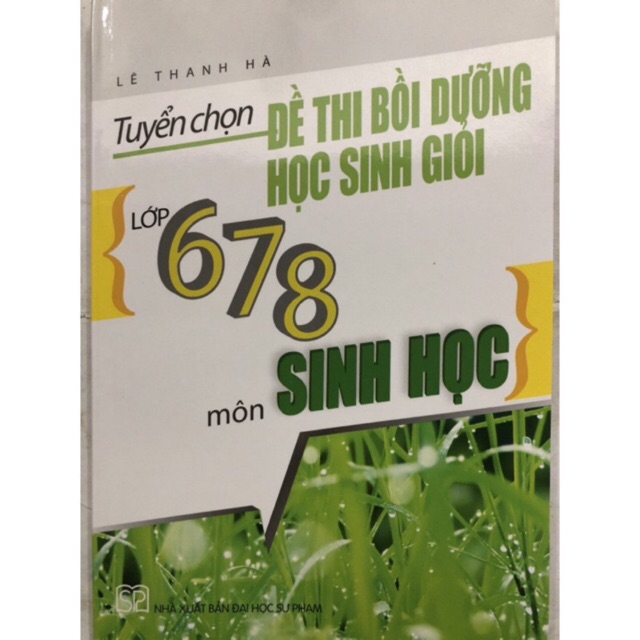 LÊ THANH HÀ
Tuyển chọn
ĐỀ THI BỒI DƯỠNG
HỌC SINH GIỎI
LỚP 678
môn SINH HỌC
SP NHÀ XUẤT BẢN ĐẠI HỌC SƯ PHẠM